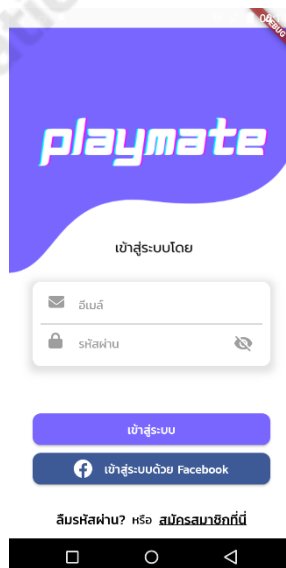 DEBUG
playmate
เข้าสู่ระบบโดย
อีเมล์
รหัสผ่าน
เข้าสู่ระบบ
เข้าสู่ระบบด้วย Facebook
ลืมรหัสผ่าน? หรือ สมัครสมาชิกที่นี่